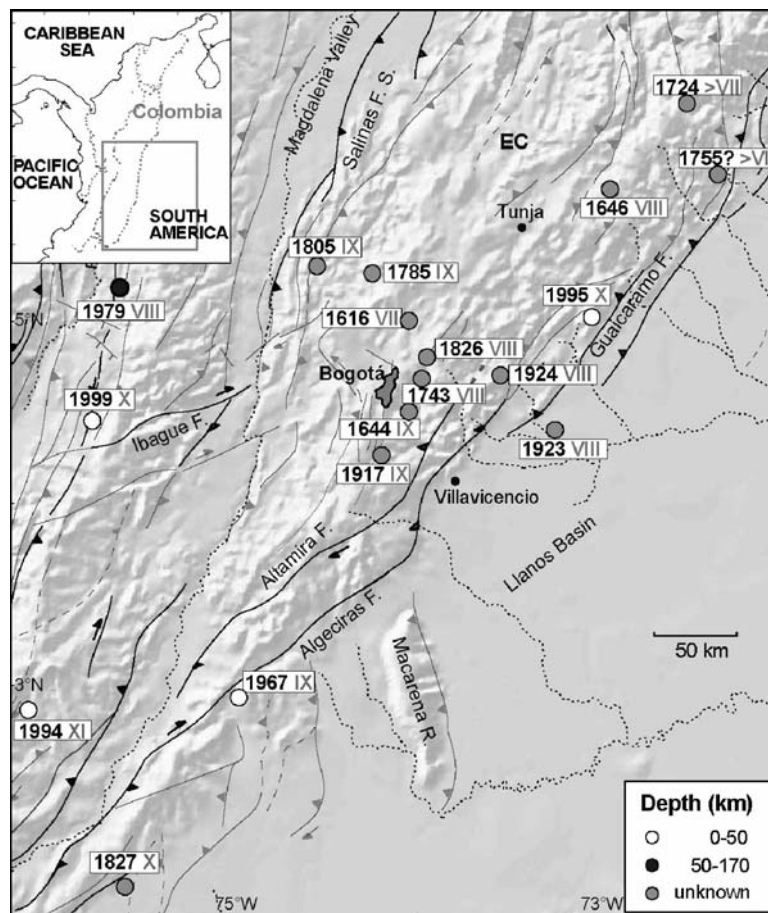 CARIBBEAN
SEA
Colombia
PACIFIC
OCEAN
SOUTH
AMERICA
Magdalena Valley
Salinas F. S.
EC
1724 >VII
1755? >VI
1646 VIII
Tunja
1805 IX
1785 IX
1979 VIII
5°N
1616 VII
1995 X
Guaicaramo F.
1826 VIII
Bogotá
1924 VIII
1743 VIII
1999 X
Ibague F.
1644 IX
1923 VIII
1917 IX
Villavicencio
Altamira F.
Llanos Basin
Algeciras F.
Macarena R
50 km
3°N
1967 IX
1994 XI
1827 X
75°W
73°W
Depth (km)
0-50
50-170
unknown